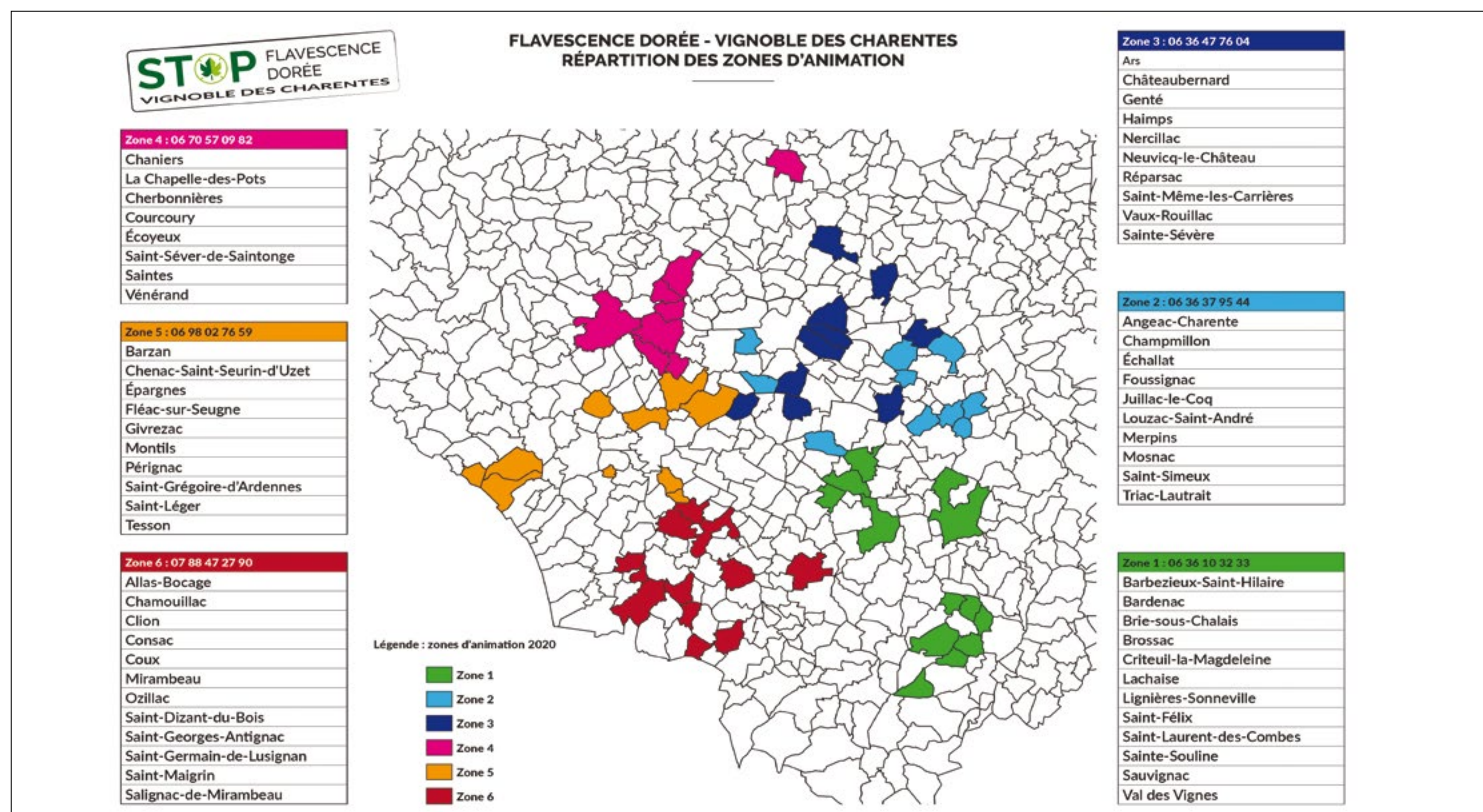 STOP FLAVESCENCE
DORÉE
VIGNOBLE DES CHARENTES
FLAVESCENCE DORÉE - VIGNOBLE DES CHARENTES
RÉPARTITION DES ZONES D'ANIMATION
Zone 4 : 06 70 57 09 82
Chaniers
La Chapelle-des-Pots
Cherbonnières
Courcoury
Écoyeux
Saint-Séver-de-Saintonge
Saintes
Vénérand
Zone 5 : 06 98 02 76 59
Barzan
Chenac-Saint-Seurin-d'Uzet
Épargnes
Fléac-sur-Seugne
Givrezac
Montils
Pérignac
Saint-Grégoire-d'Ardennes
Saint-Léger
Tesson
Zone 6 : 07 88 47 27 90
Allas-Bocage
Chamouillac
Clion
Consac
Coux
Mirambeau
Ozillac
Saint-Dizant-du-Bois
Saint-Georges-Antignac
Saint-Germain-de-Lusignan
Saint-Maigrin
Salignac-de-Mirambeau
Légende : zones d'animation 2020
Zone 1
Zone 2
Zone 3
Zone 4
Zone 5
Zone 6
Zone 3 : 06 36 47 76 04
Ars
Châteaubernard
Genté
Haimps
Nercillac
Neuvicq-le-Château
Réparsac
Saint-Même-les-Carrières
Vaux-Rouillac
Sainte-Sévère
Zone 2 : 06 36 37 95 44
Angeac-Charente
Champmillon
Échallat
Foussignac
Juillac-le-Coq
Louzac-Saint-André
Merpins
Mosnac
Saint-Simeux
Triac-Lautrait
Zone 1 : 06 36 10 32 33
Barbezieux-Saint-Hilaire
Bardenac
Brie-sous-Chalais
Brossac
Criteuil-la-Magdeleine
Lachaise
Lignières-Sonneville
Saint-Félix
Saint-Laurent-des-Combes
Sainte-Souline
Sauvignac
Val des Vignes